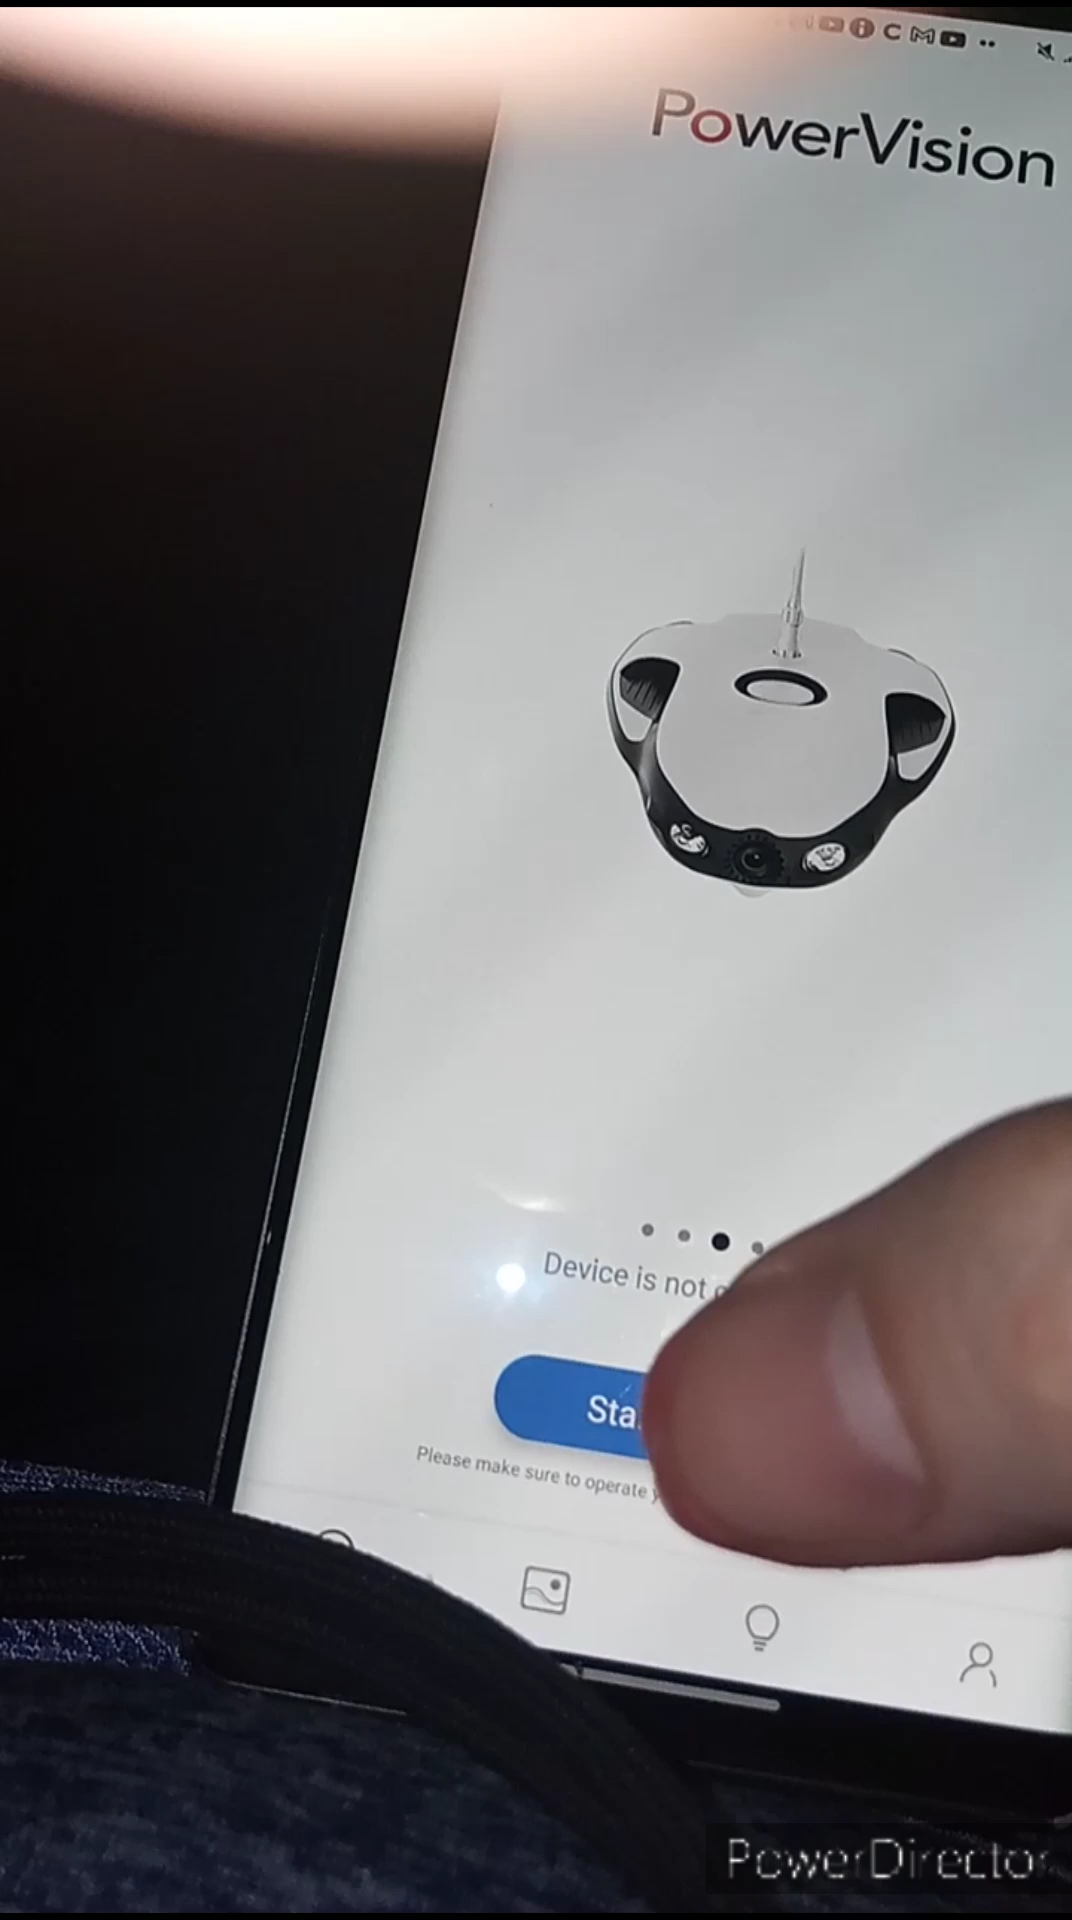 PowerVision
Device is not
Sta
Please make sure to operate
PowerDirector